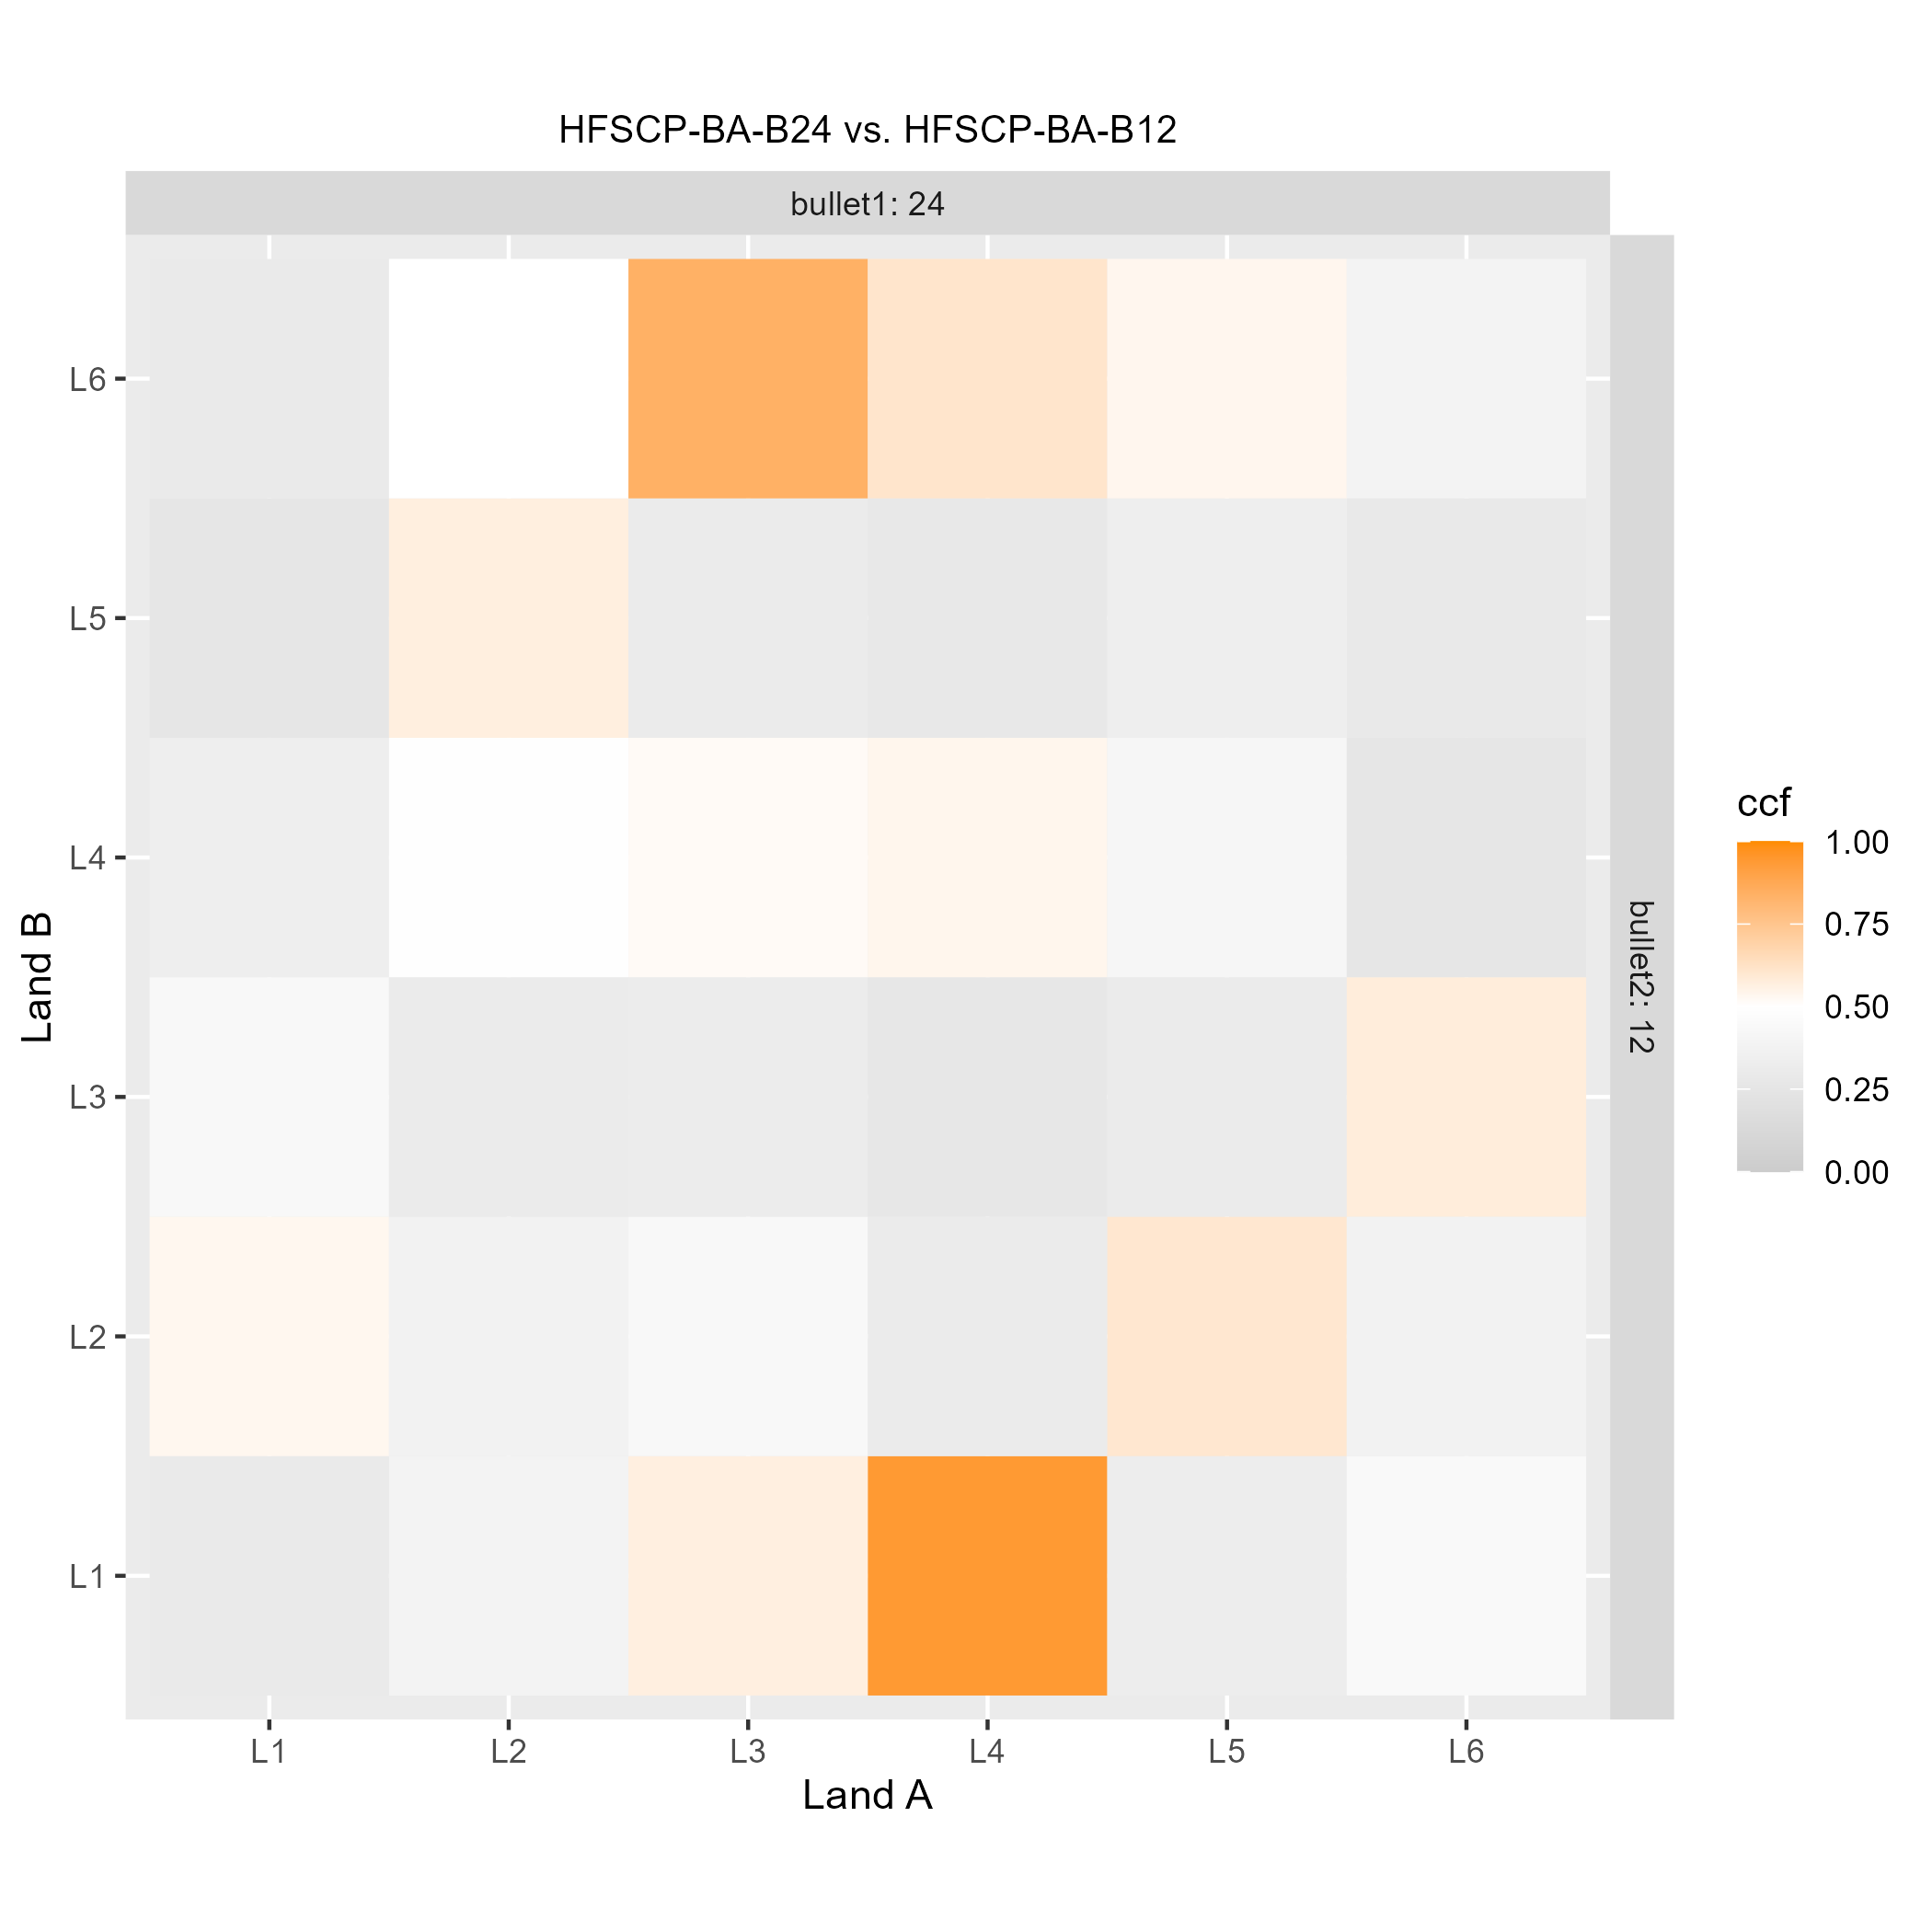 HFSCP-BA-B24 vs. HFSCP-BA-B12
bullet1: 24
L6
L5
L4
L3
L2
L1
Land B
L1
L2
L3
L4
L5
L6
Land A
bullet2: 12
ccf
1.00
0.75
0.50
0.25
0.00